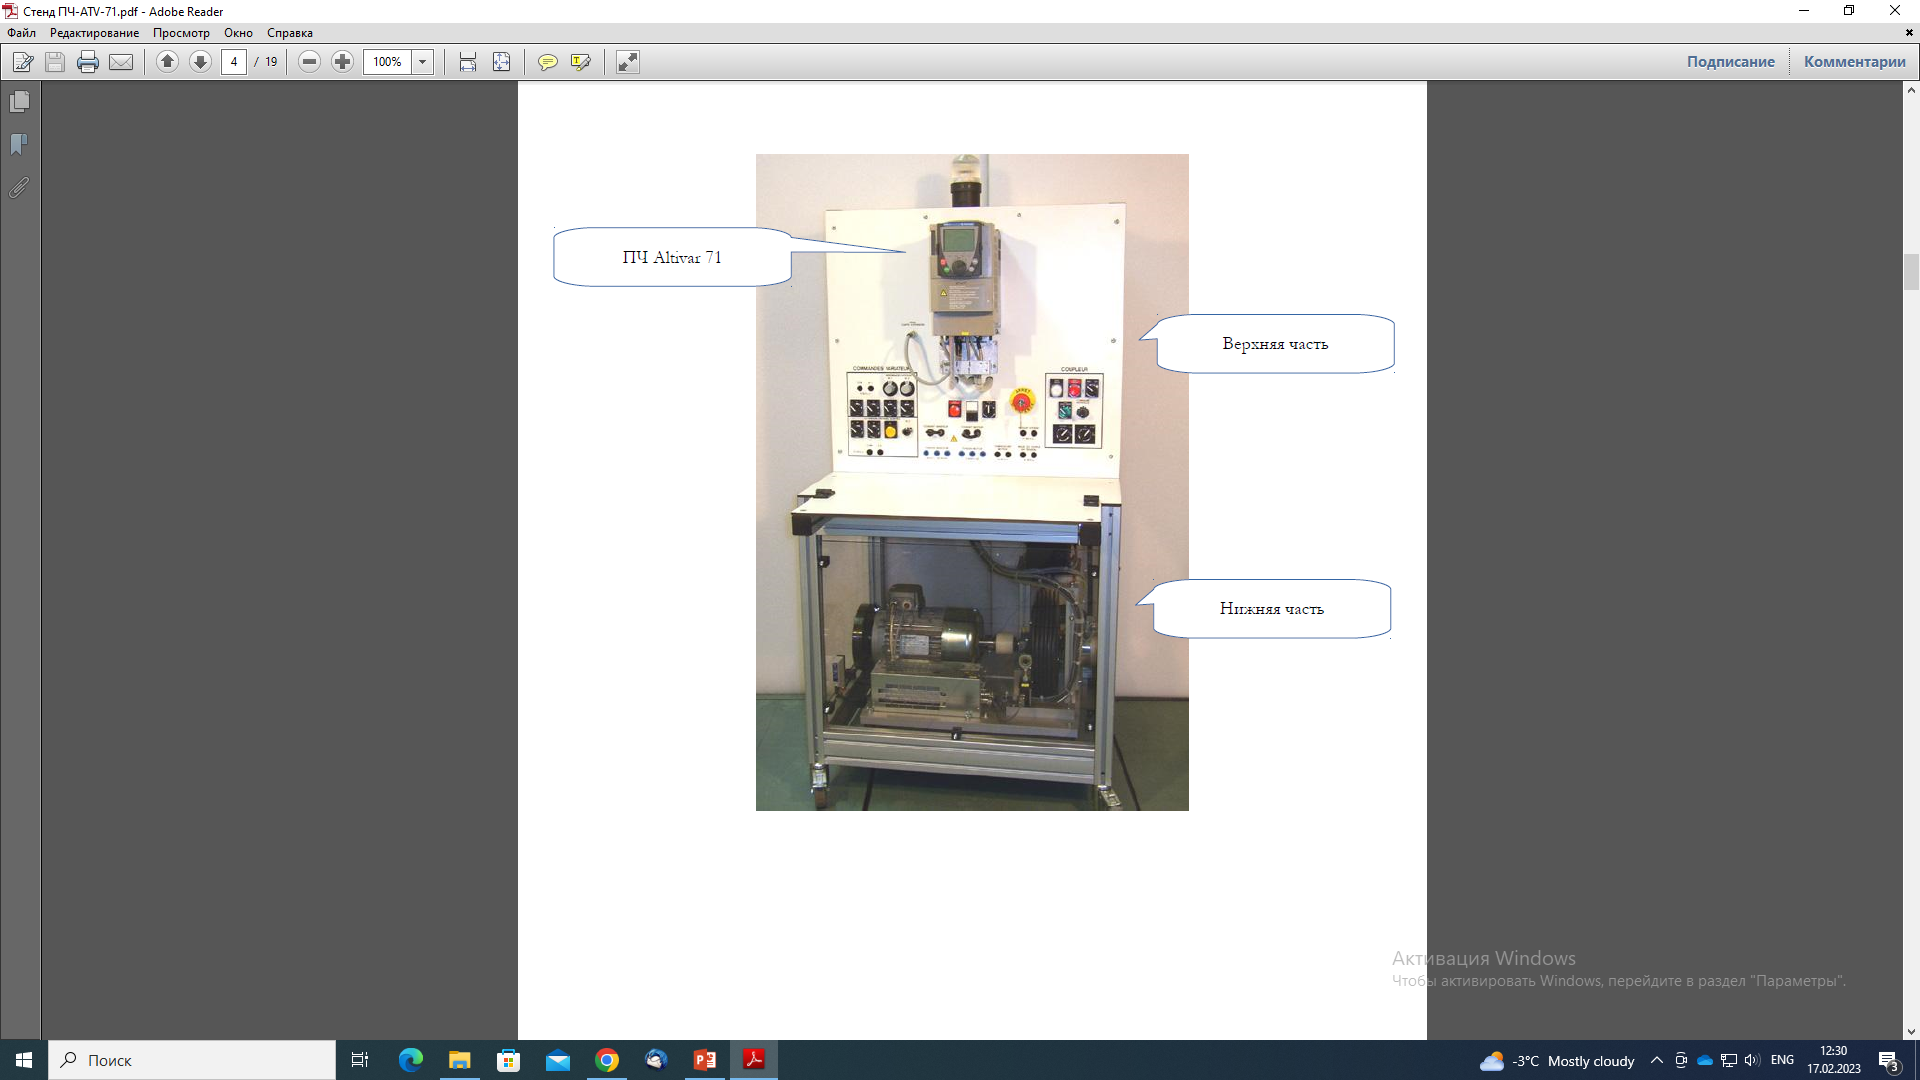 Стенд ПЧ-ATV-71.pdf - Adobe Reader
Файл Редактирование Просмотр Окно Справка
4 / 19 100% Подписание Комментарии
ПЧ Altivar 71
Верхняя часть
COMMANDES VARIATEUR
COUPLEUR
Нижняя часть
Активация Windows
Чтобы активировать Windows, перейдите в раздел "Параметры".
Поиск
-3°C Mostly cloudy
ENG
12:30
17.02.2023
3